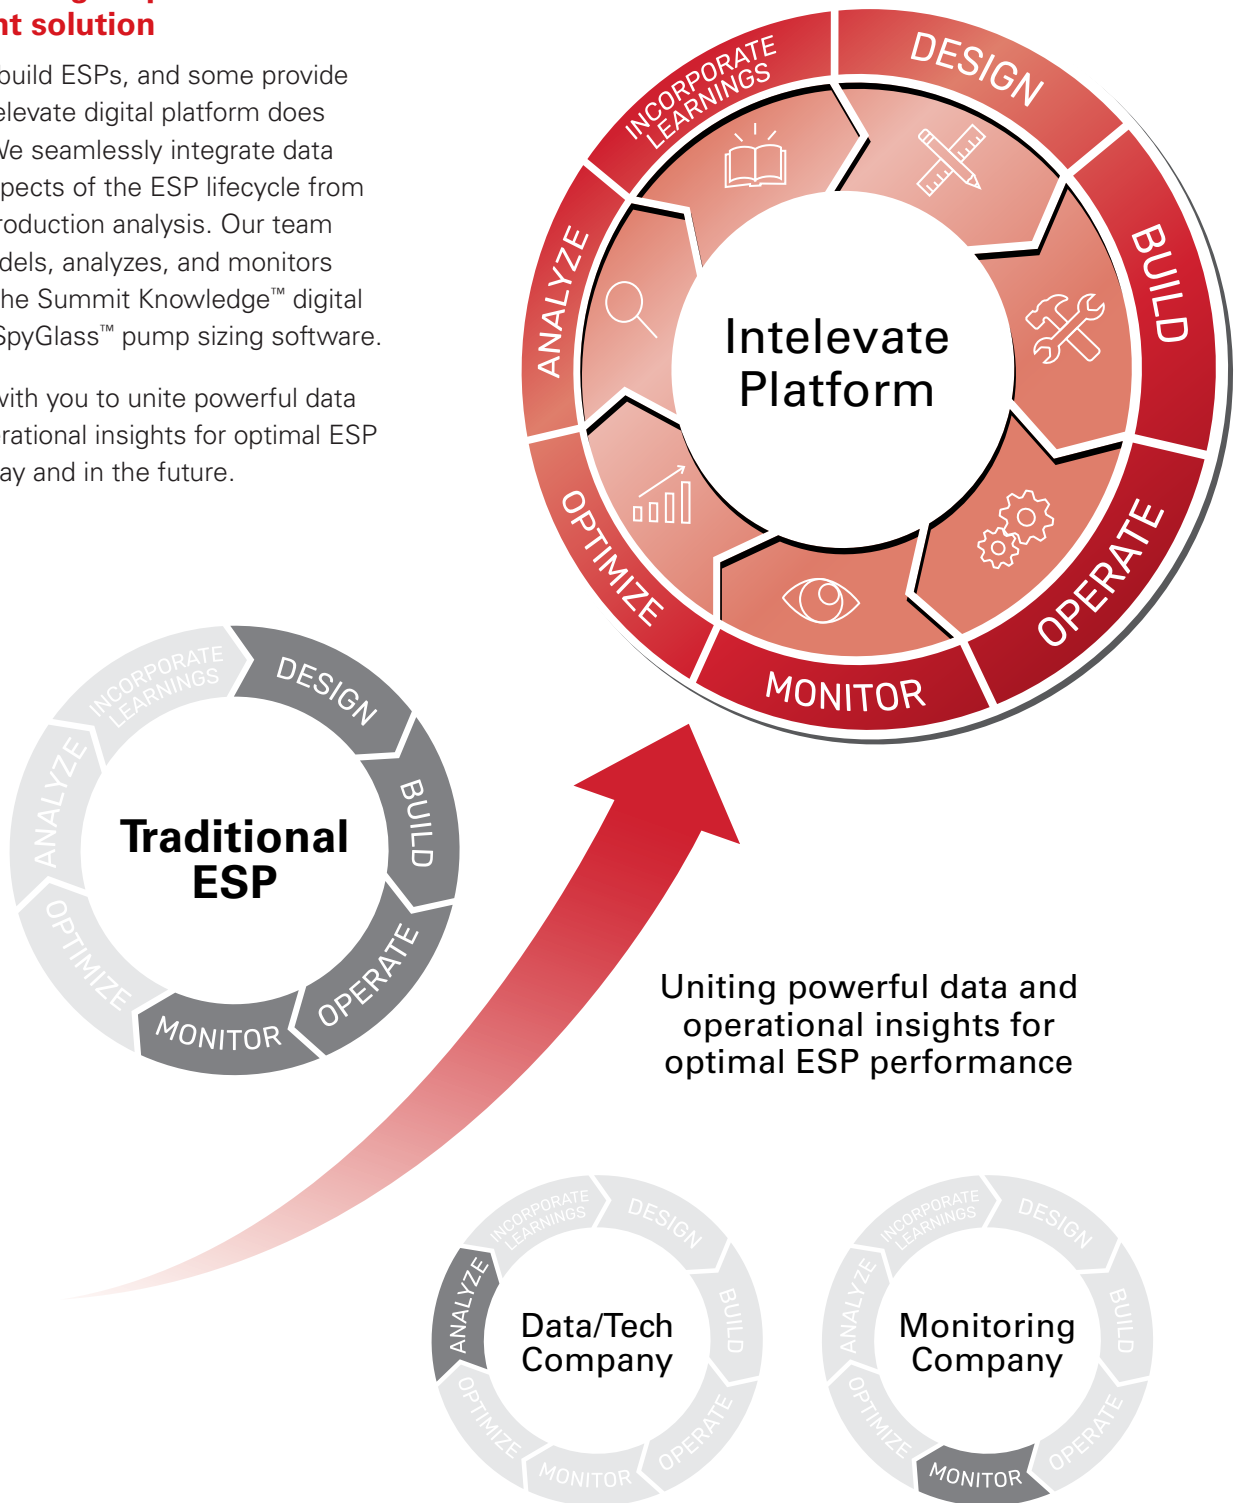 nt solution
build ESPs, and some provide
elevate digital platform does
We seamlessly integrate data
spects of the ESP lifecycle from
roduction analysis. Our team
dels, analyzes, and monitors
he Summit Knowledge™ digital
SpyGlass™ pump sizing software.
with you to unite powerful data
erational insights for optimal ESP
ay and in the future.
INCORPORATE
LEARNINGS
DESIGN
BUILD
OPERATE
MONITOR
OPTIMIZE
ANALYZE
Intelevate
Platform
INCORPORATE
LEARNINGS
DESIGN
BUILD
OPERATE
MONITOR
OPTIMIZE
ANALYZE
Traditional
ESP
Uniting powerful data and
operational insights for
optimal ESP performance
INCORPORATE
LEARNINGS
DESIGN
BUILD
OPERATE
MONITOR
OPTIMIZE
ANALYZE
Data/Tech
Company
INCORPORATE
LEARNINGS
DESIGN
BUILD
OPERATE
MONITOR
OPTIMIZE
ANALYZE
Monitoring
Company